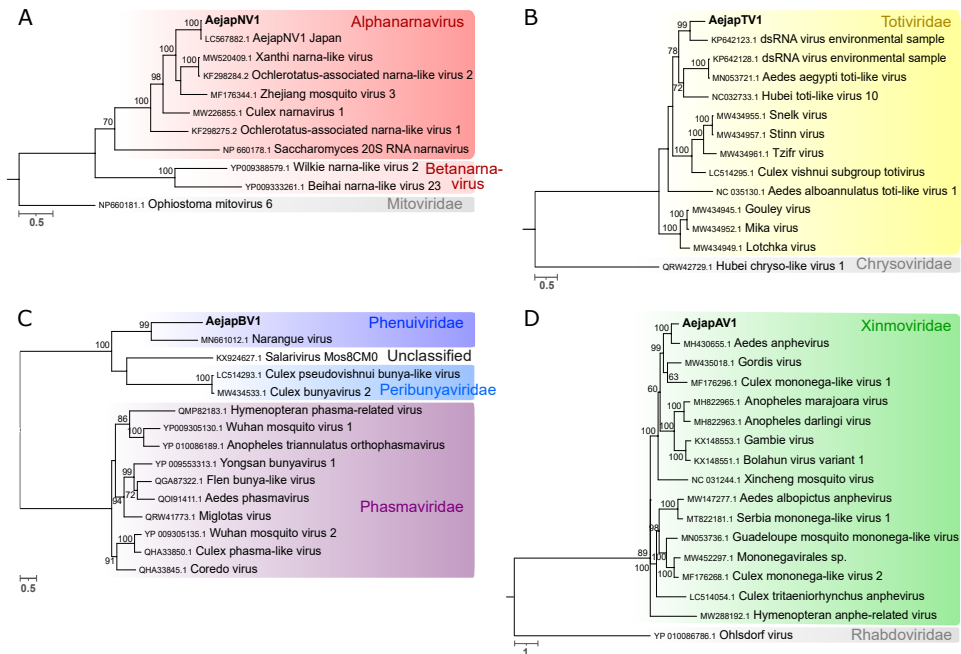 A
Alphanarnavirus
100
AejapNV1
LC567882.1 AejapNV1 Japan
MW520409.1 Xanthi narna-like virus
100
KF298284.2 Ochlerotatus-associated narna-like virus 2
98
MF176344.1 Zhejiang mosquito virus 3
100
MW226855.1 Culex narnavirus 1
KF298275.2 Ochlerotatus-associated narna-like virus 1
70
NP 660178.1 Saccharomyces 20S RNA narnavirus
YP009388579.1 Wilkie narna-like virus 2
100
Betanarna-
virus
YP009333261.1 Beihai narna-like virus 23
NP660181.1 Ophiostoma mitovirus 6
Mitoviridae
0.5
B
Totiviridae
99
AejapTV1
KP642123.1 dsRNA virus environmental sample
78
KP642128.1 dsRNA virus environmental sample
100
MN053721.1 Aedes aegypti toti-like virus
72
NC032733.1 Hubei toti-like virus 10
MW434955.1 Snelk virus
100
MW434957.1 Stinn virus
MW434961.1 Tzifr virus
100
LC514295.1 Culex vishnui subgroup totivirus
NC 035130.1 Aedes alboannulatus toti-like virus 1
MW434945.1 Gouley virus
100
MW434952.1 Mika virus
100
MW434949.1 Lotchka virus
QRW42729.1 Hubei chryso-like virus 1
Chrysoviridae
0.5
C
AejapBV1
Phenuiviridae
99
MN661012.1 Narangue virus
100
KX924627.1 Salarivirus Mos8CM0 Unclassified
LC514293.1 Culex pseudovishnui bunya-like virus
100
MW434533.1 Culex bunyavirus 2
Peribunyaviridae
QMP82183.1 Hymenopteran phasma-related virus
86
YP009305130.1 Wuhan mosquito virus 1
100
YP 010086189.1 Anopheles triannulatus orthophasmavirus
YP 009553313.1 Yongsan bunyavirus 1
99
QGA87322.1 Flen bunya-like virus
72
QOI91411.1 Aedes phasmavirus
94
Phasmaviridae
QRW41773.1 Miglotas virus
YP 009305135.1 Wuhan mosquito virus 2
100
QHA33850.1 Culex phasma-like virus
91
QHA33845.1 Coredo virus
0.5
D
Xinmoviridae
AejapAV1
100
MH430655.1 Aedes anphevirus
99
MW435018.1 Gordis virus
63
MF176296.1 Culex mononega-like virus 1
60
MH822965.1 Anopheles marajoara virus
100
MH822963.1 Anopheles darlingi virus
100
100
KX148553.1 Gambie virus
100
KX148551.1 Bolahun virus variant 1
NC 031244.1 Xincheng mosquito virus
MW147277.1 Aedes albopictus anphevirus
100
MT822181.1 Serbia mononega-like virus 1
98
MN053736.1 Guadeloupe mosquito mononega-like virus
89
MW452297.1 Mononegavirales sp.
100
100
MF176268.1 Culex mononega-like virus 2
LC514054.1 Culex tritaeniorhynchus anphevirus
MW288192.1 Hymenopteran anphe-related virus
YP 010086786.1 Ohlsdorf virus
Rhabdoviridae
1